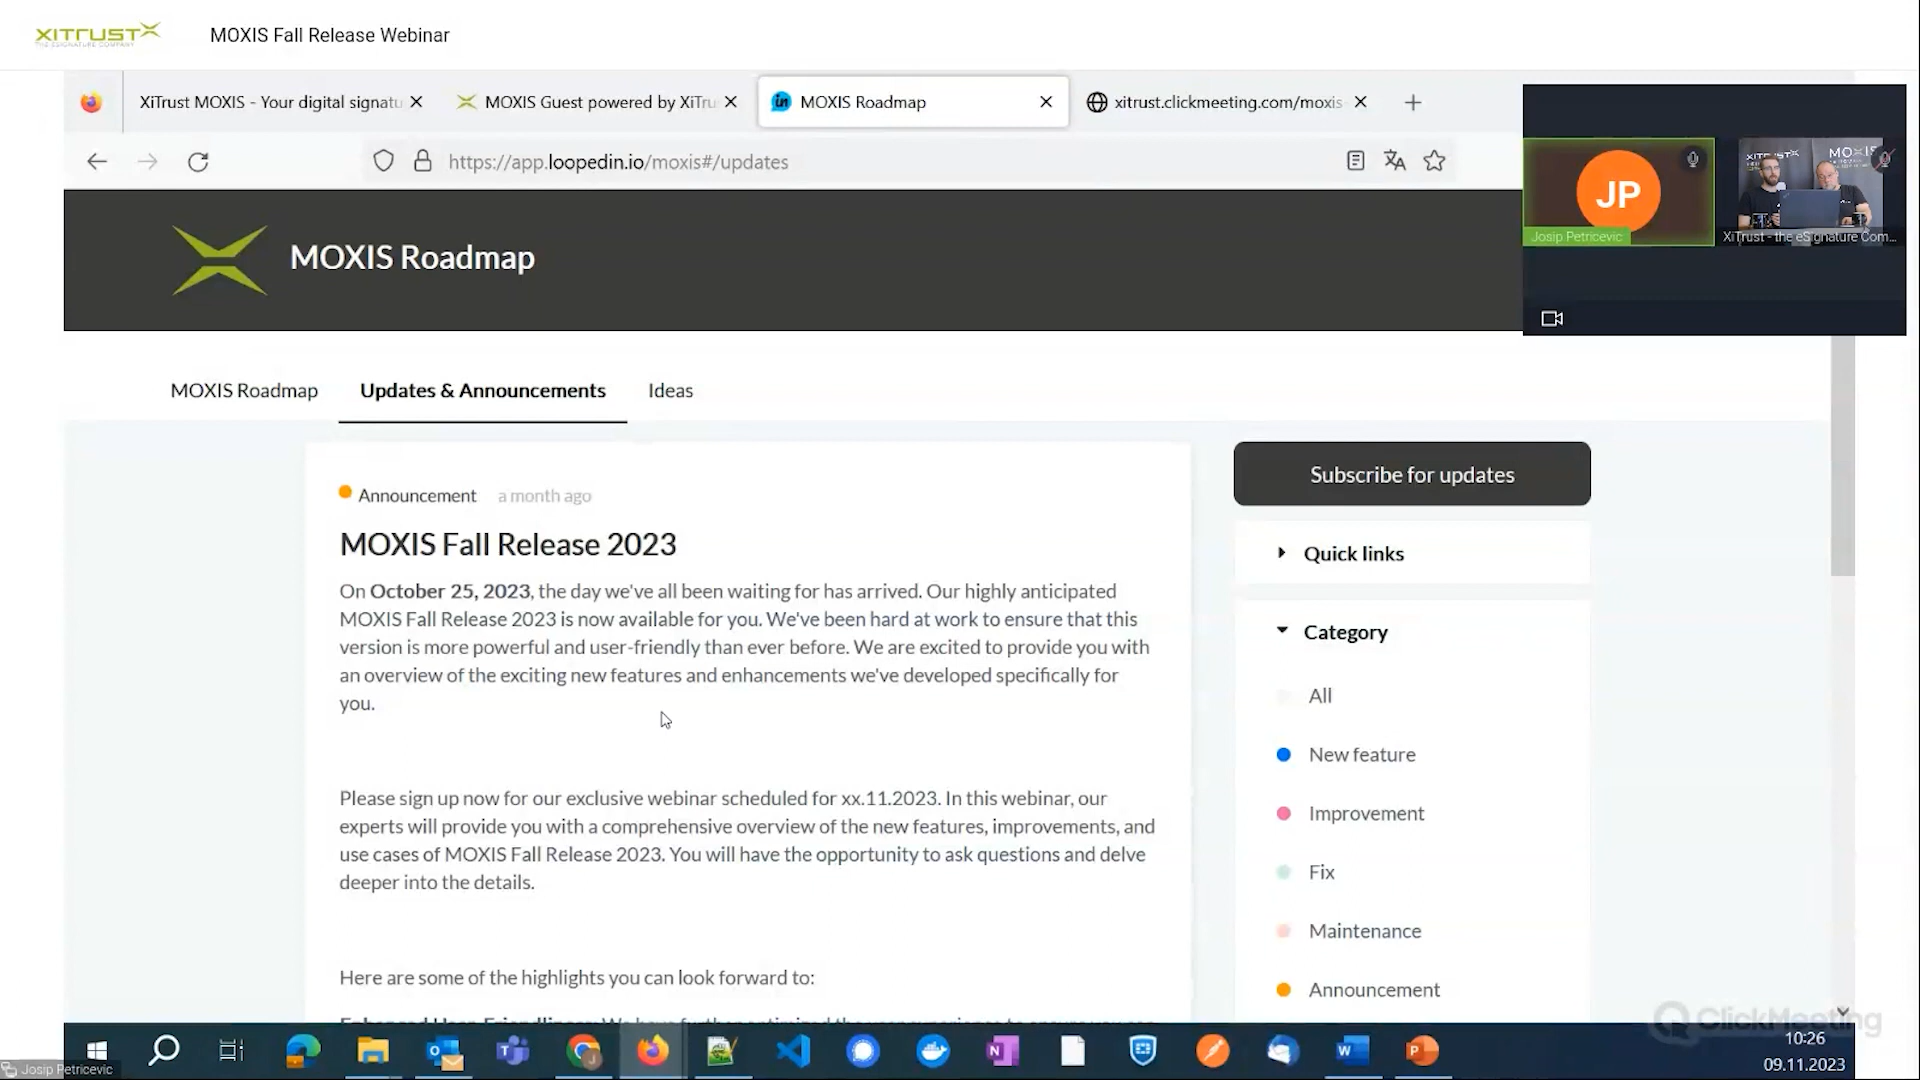 XITRUST
THE ESIGNATURE COMPANY
MOXIS Fall Release Webinar
XiTrust MOXIS - Your digital signatu
MOXIS Guest powered by XiTru
MOXIS Roadmap
xitrust.clickmeeting.com/moxis
https://app.loopedin.io/moxis#/updates
JP
Josip Petricevic
XITRUST
MOXIS
XiTrust - the eSignature Com...
MOXIS Roadmap
MOXIS Roadmap
Updates & Announcements
Ideas
Announcement a month ago
MOXIS Fall Release 2023
On October 25, 2023, the day we've all been waiting for has arrived. Our highly anticipated
MOXIS Fall Release 2023 is now available for you. We've been hard at work to ensure that this
version is more powerful and user-friendly than ever before. We are excited to provide you with
an overview of the exciting new features and enhancements we've developed specifically for
you.
Please sign up now for our exclusive webinar scheduled for xx.11.2023. In this webinar, our
experts will provide you with a comprehensive overview of the new features, improvements, and
use cases of MOXIS Fall Release 2023. You will have the opportunity to ask questions and delve
deeper into the details.
Here are some of the highlights you can look forward to:
Subscribe for updates
Quick links
Category
All
New feature
Improvement
Fix
Maintenance
Announcement
ClickMeeting
10:26
09.11.2023
Josip Petricevic